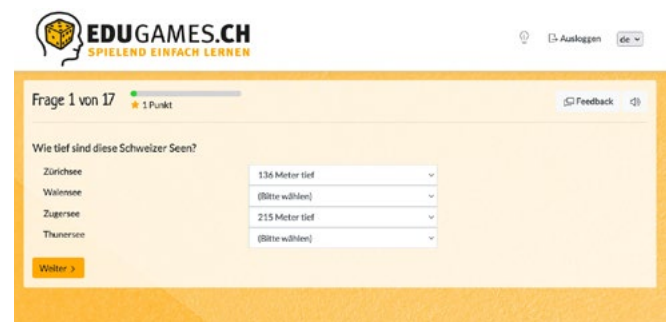 EDUGAMES.CH
SPIELEND EINFACH LERNEN
Ausloggen
de
Frage 1 von 17
1 Punkt
Feedback
Wie tief sind diese Schweizer Seen?
Zürichsee
136 Meter tief
Walensee
(Bitte wählen)
Zugersee
215 Meter tief
Thunersee
(Bitte wählen)
Weiter >